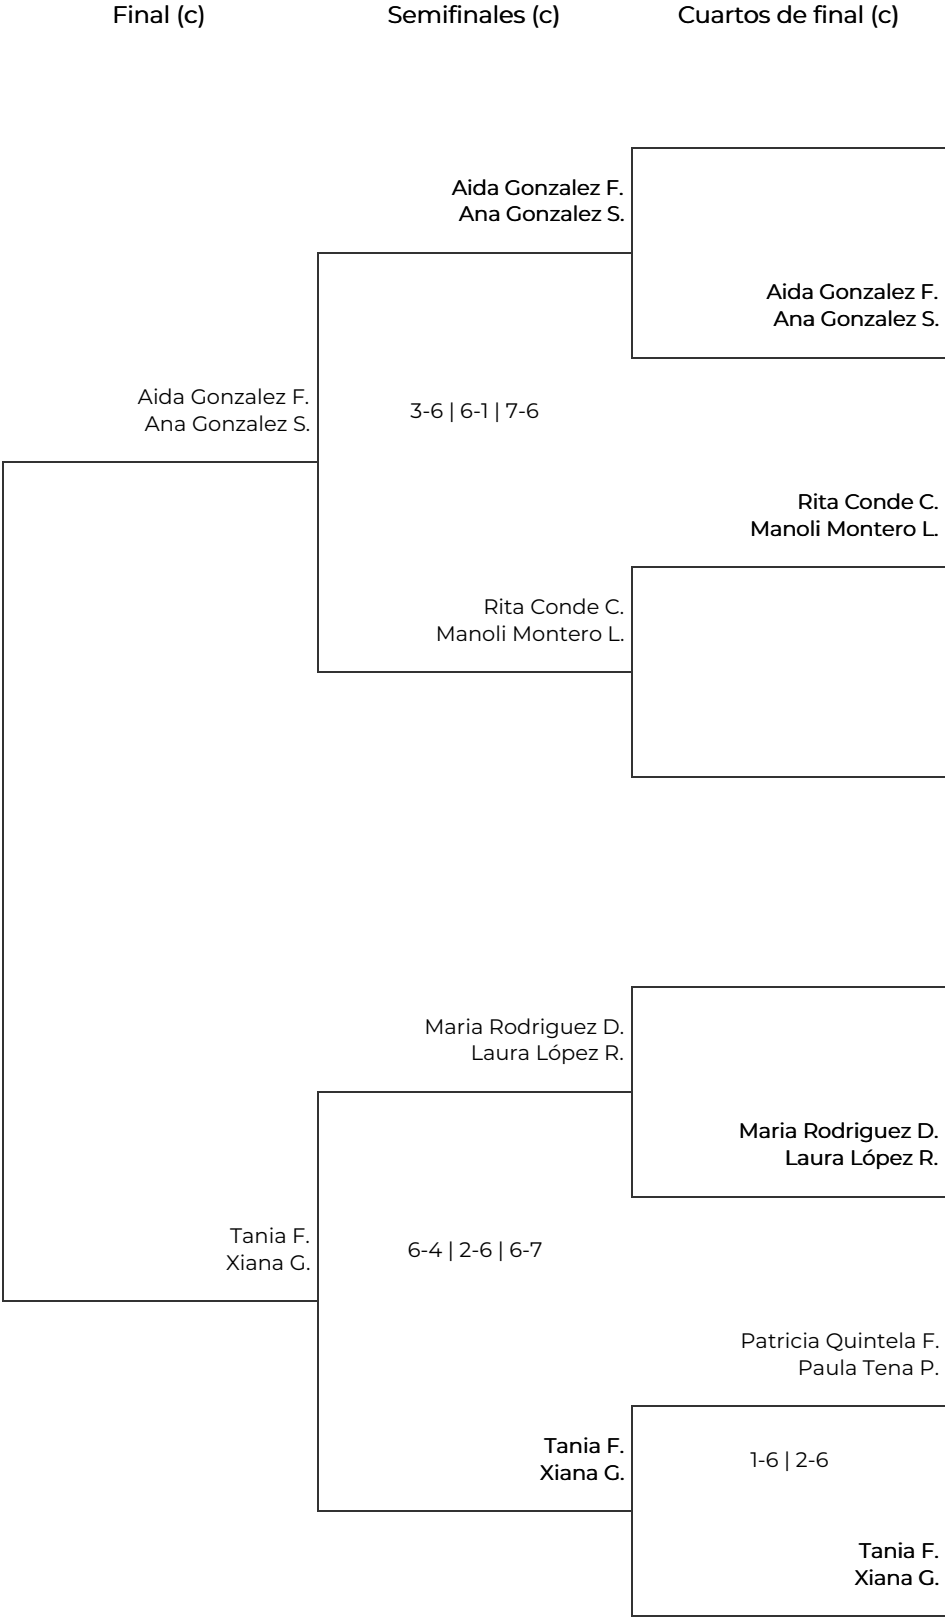 Final (c)
Semifinales (c)
Cuartos de final (c)
Aida Gonzalez F.
Ana Gonzalez S.
Aida Gonzalez F.
Ana Gonzalez S.
Aida Gonzalez F.
Ana Gonzalez S.
3-6 | 6-1 | 7-6
Rita Conde C.
Manoli Montero L.
Rita Conde C.
Manoli Montero L.
Maria Rodriguez D.
Laura López R.
Maria Rodriguez D.
Laura López R.
Tania F.
Xiana G.
6-4 | 2-6 | 6-7
Patricia Quintela F.
Paula Tena P.
Tania F.
Xiana G.
1-6 | 2-6
Tania F.
Xiana G.